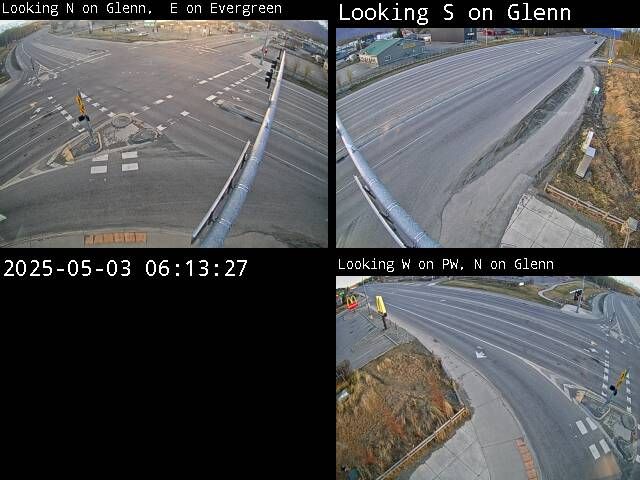 Looking N on Glenn,  E on Evergreen
Looking S on Glenn
2025-05-03 06:13:27
Looking W on PW, N on Glenn